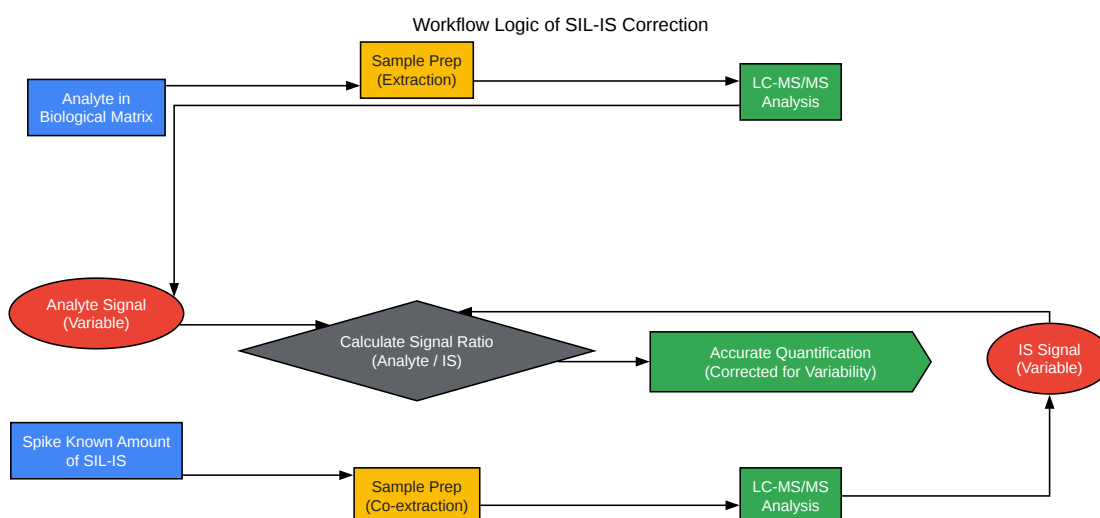 Workflow Logic of SIL-IS Correction
Sample Prep
(Extraction)
LC-MS/MS
Analysis
Analyte in
Biological Matrix
Analyte Signal
(Variable)
Calculate Signal Ratio
(Analyte / IS)
Accurate Quantification
(Corrected for Variability)
IS Signal
(Variable)
Spike Known Amount
of SIL-IS
Sample Prep
(Co-extraction)
LC-MS/MS
Analysis